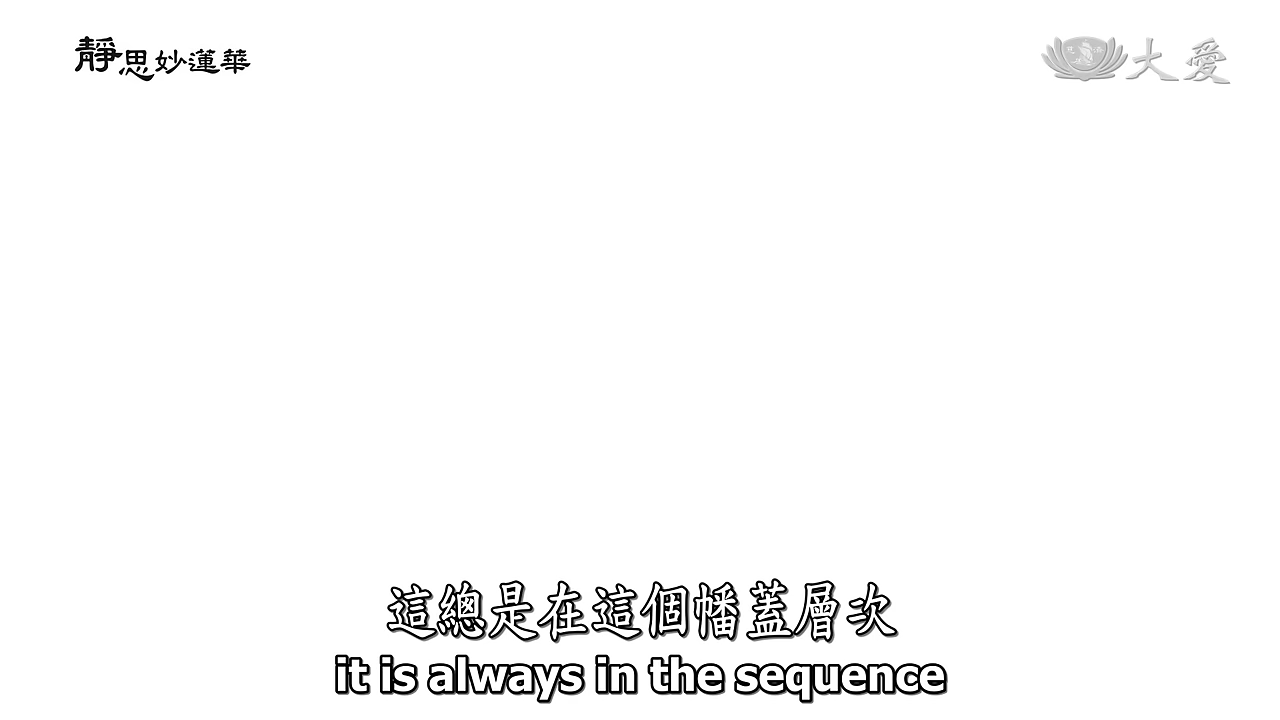 靜思妙蓮華
大愛
這總是在這個幡蓋層次
it is always in the sequence